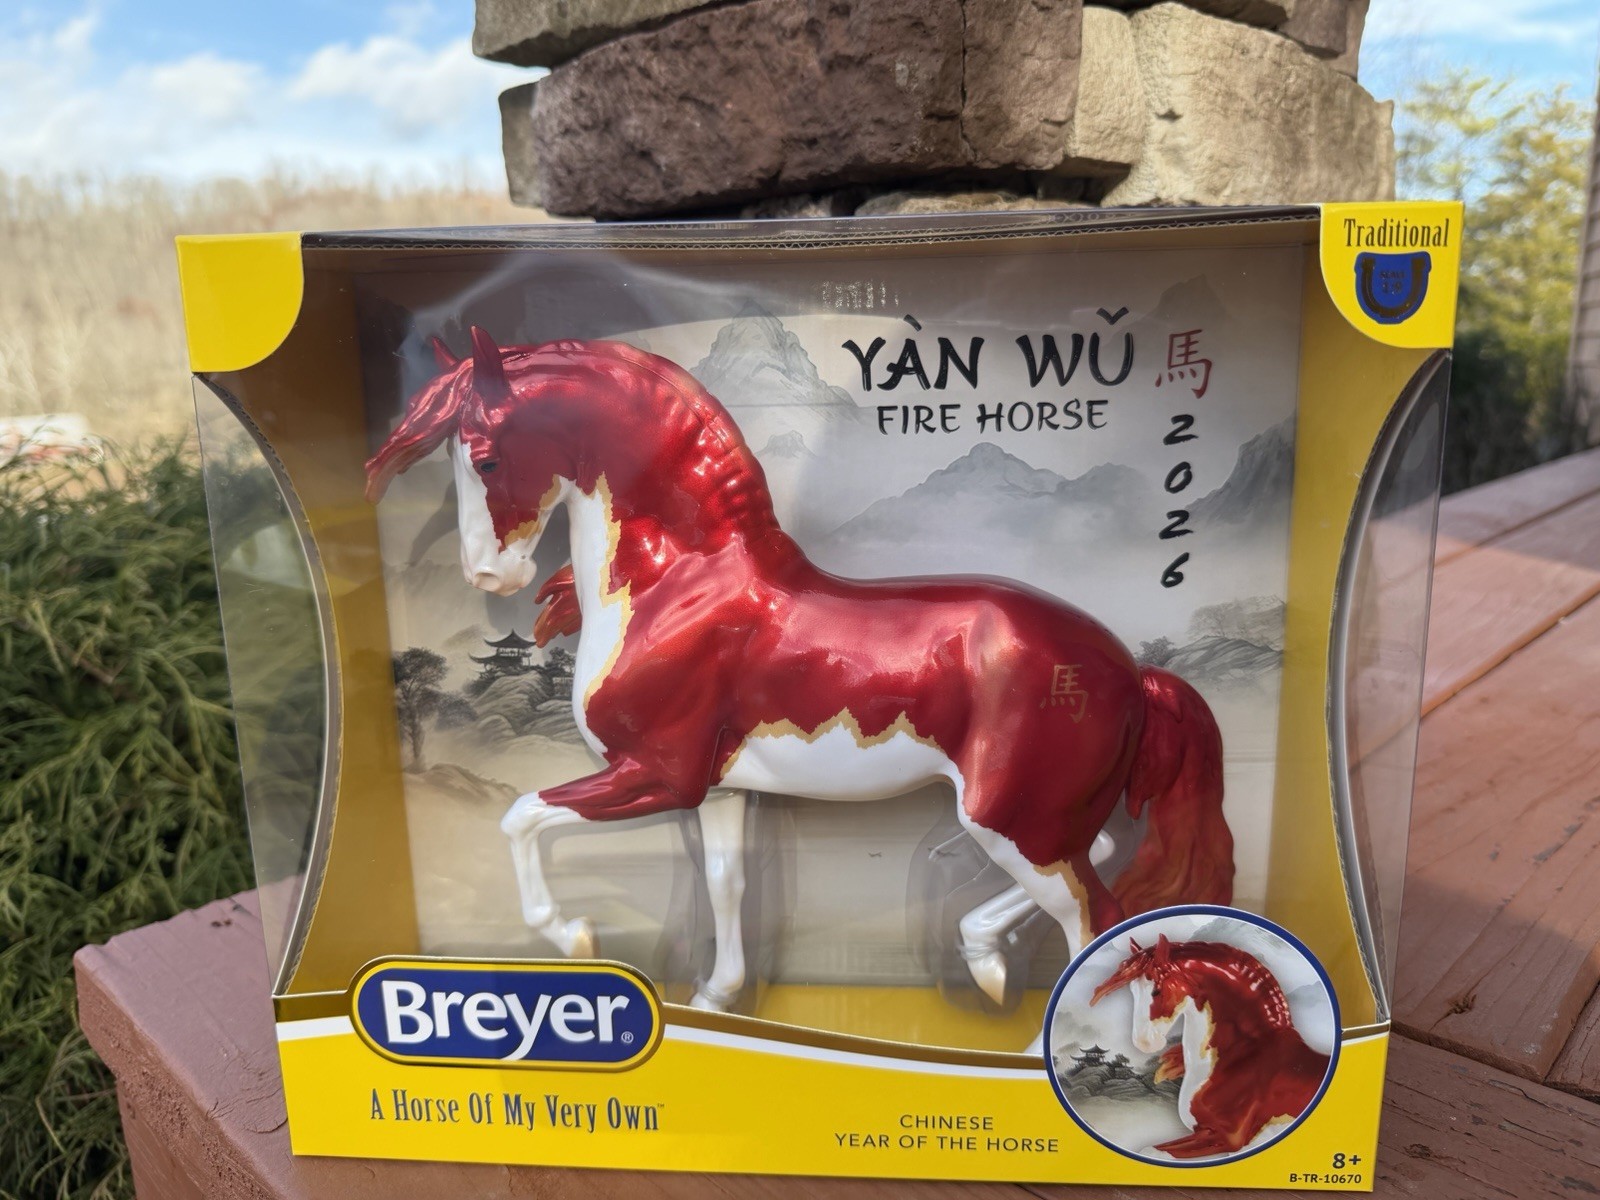 Traditional
YÀN WǓ 馬
FIRE HORSE
2
0
2
6
馬
Breyer®
A Horse Of My Very Own™
CHINESE
YEAR OF THE HORSE
8+
B-TR-10670